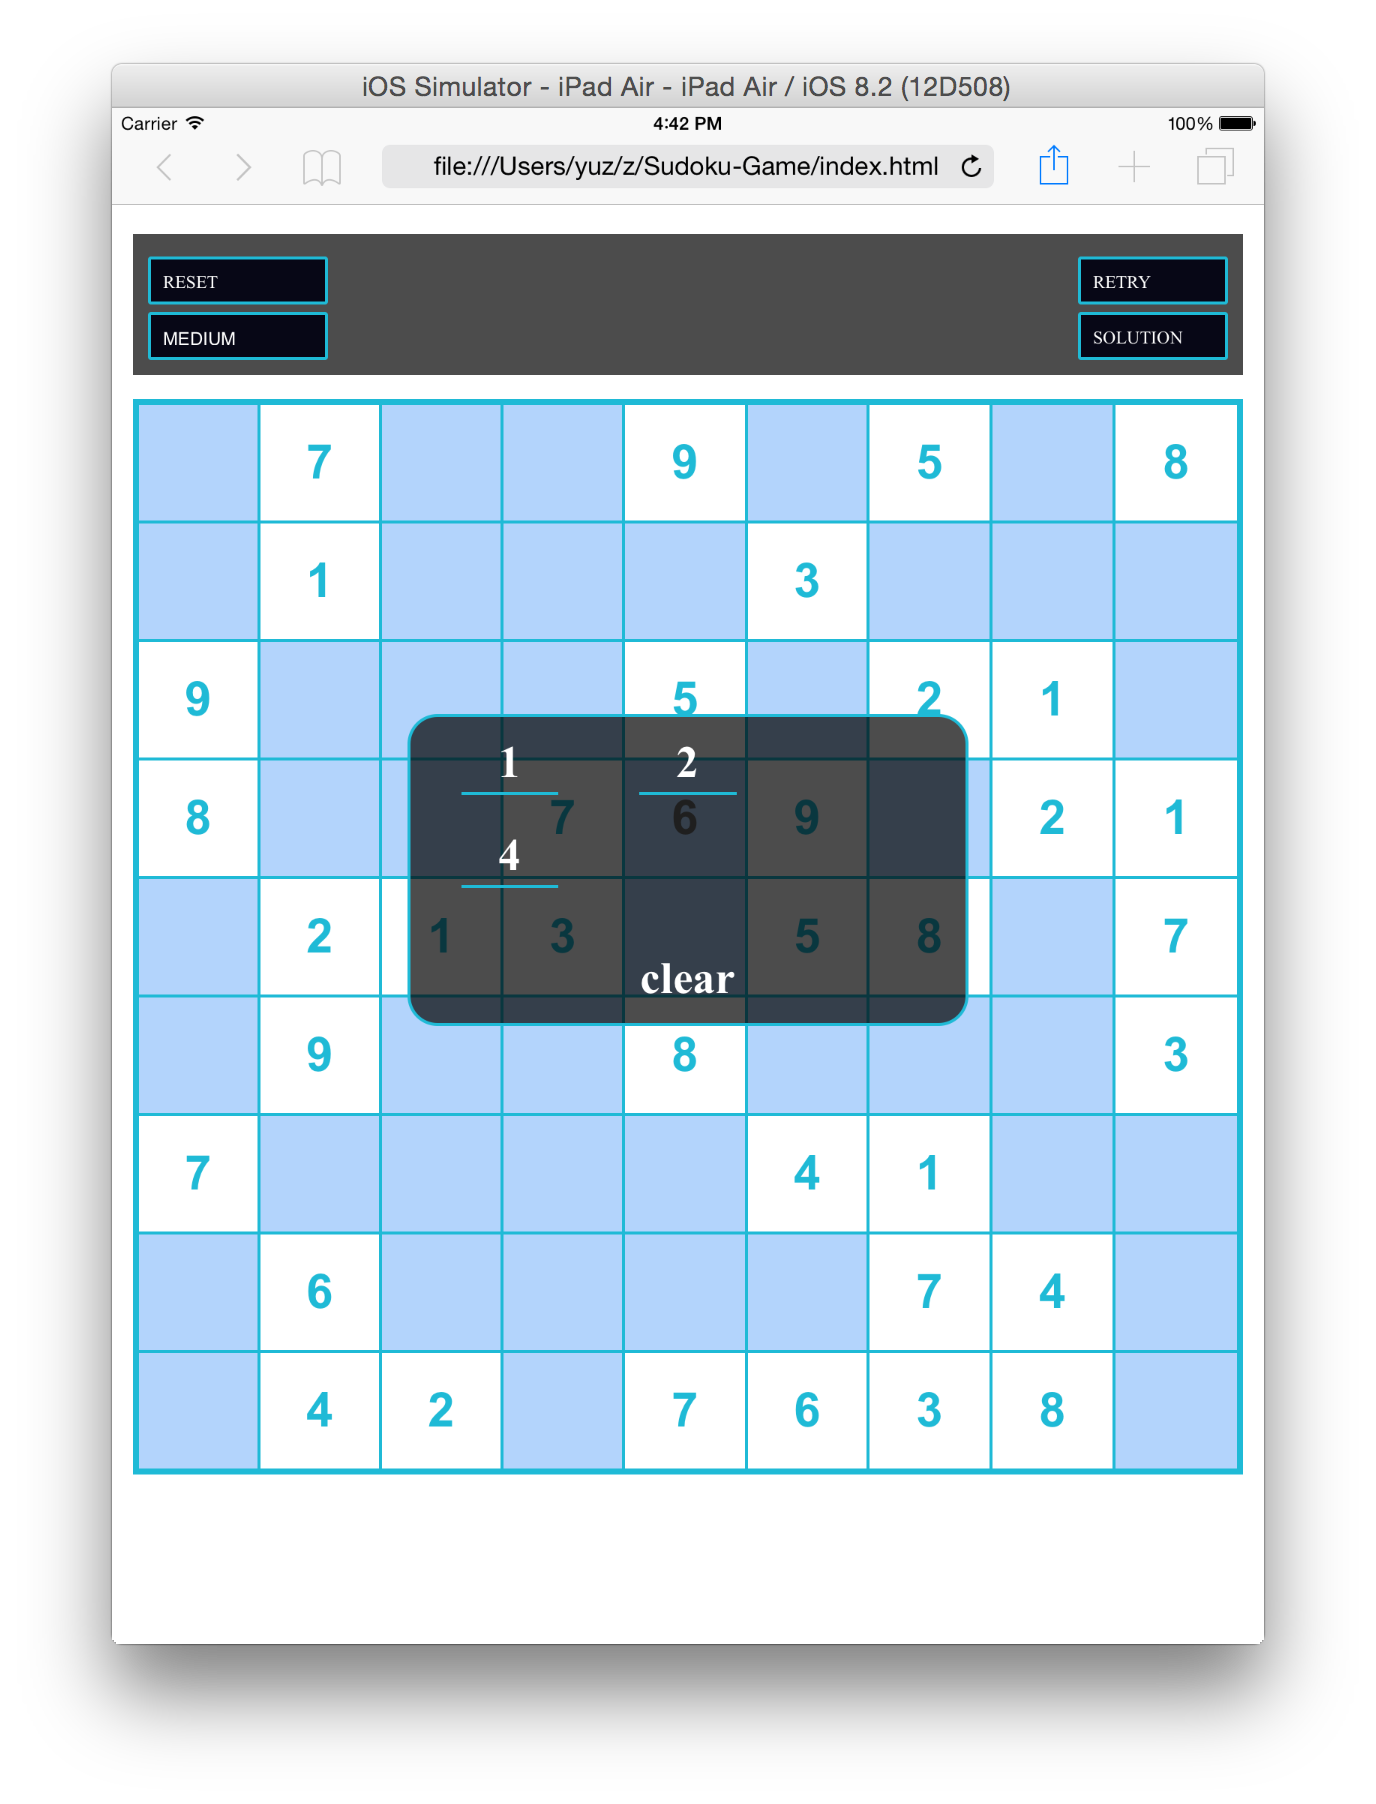 iOS Simulator - iPad Air - iPad Air / iOS 8.2 (12D508)
Carrier 4:42 PM 100%
file:///Users/yuz/z/Sudoku-Game/index.html
RESET RETRY
MEDIUM SOLUTION
7 9 5 8
1 3
9 5 2 1
1 2
8 7 6 9 2 1
4
2 1 3 5 8 7
clear
9 8 3
7 4 1
6 7 4
4 2 7 6 3 8